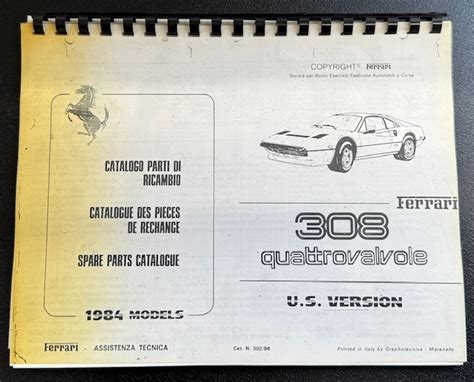 CATALOGO PARTI DI
RICAMBIO
CATALOGUE DES PIECES
DE RECHANGE
SPARE PARTS CATALOGUE
1984 MODELS
Ferrari - ASSISTENZA TECNICA
COPYRIGHT Ferrari
Società per Azioni Esercizio Fabbriche Automobili e Corse
Ferrari
308
quattrovalvole
U.S. VERSION
Cat. N. 302/84
Printed in Italy by Graphotecnica - Maranello